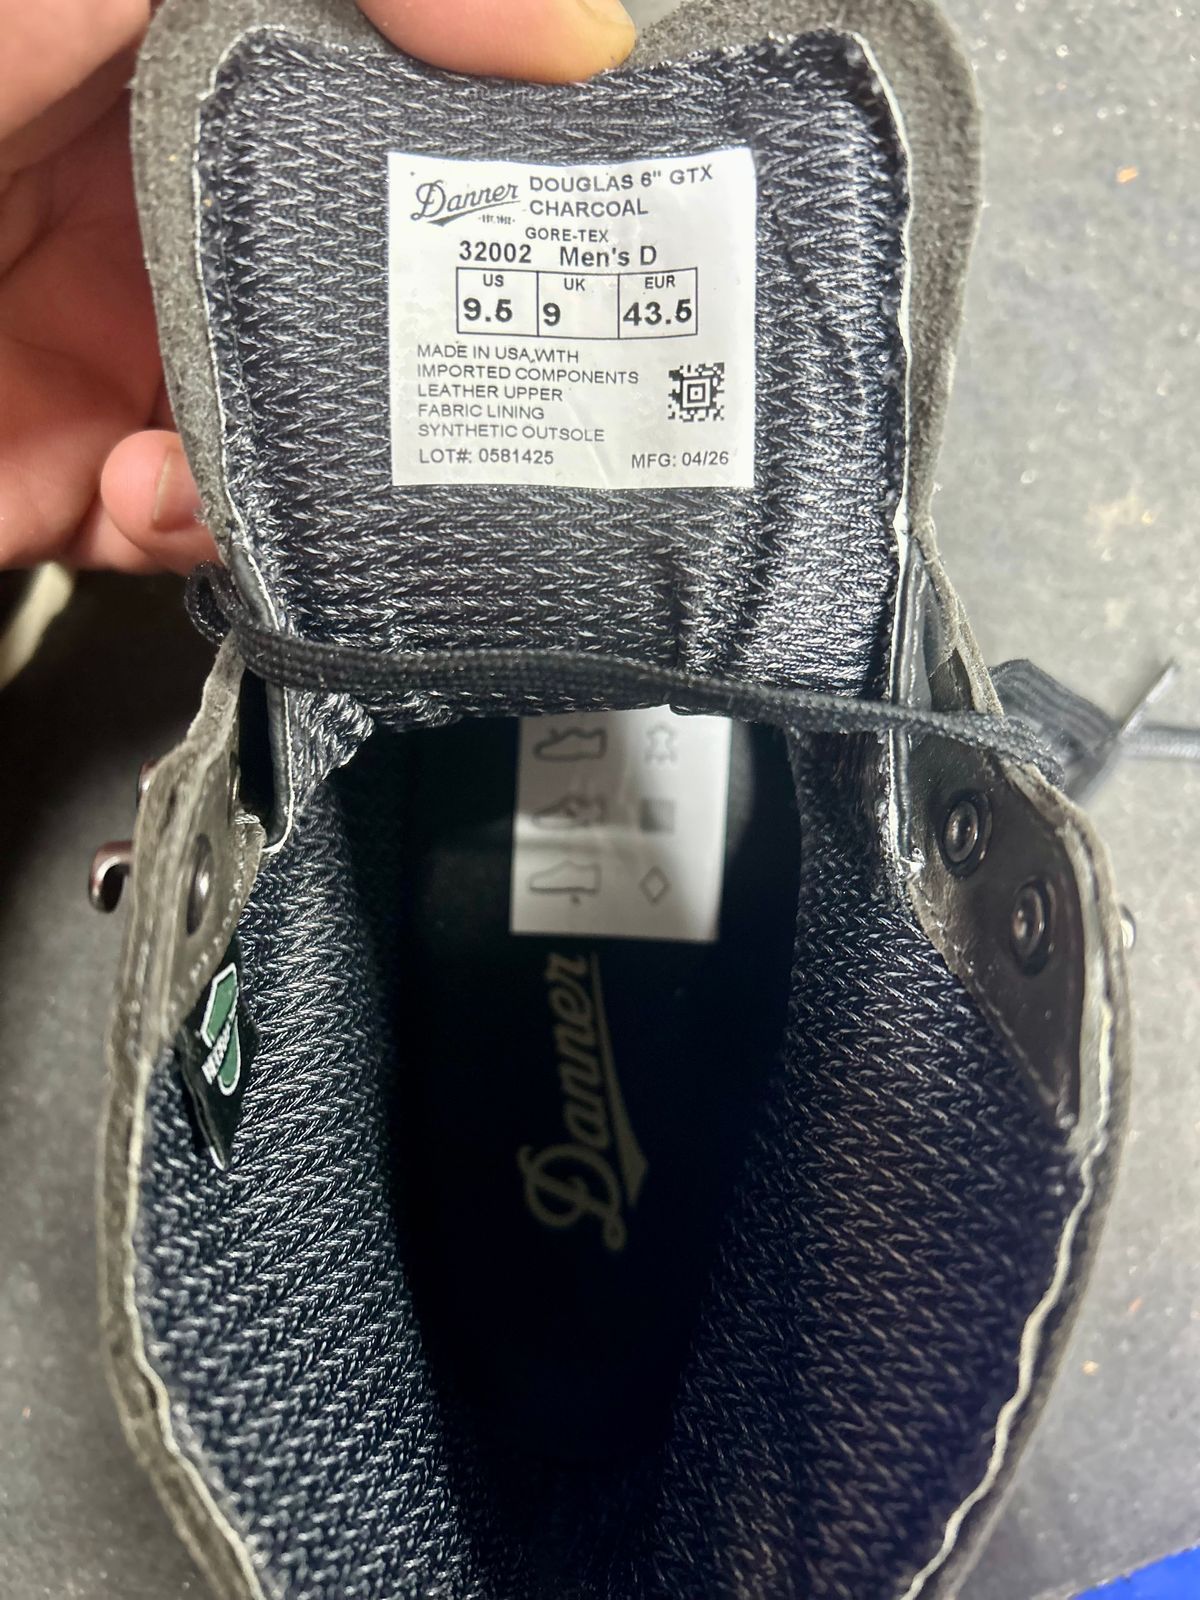 Danner
DOUGLAS 6" GTX
CHARCOAL
GORE-TEX
32002 Men's D
US UK EUR
9.5 9 43.5
MADE IN USA WITH
IMPORTED COMPONENTS
LEATHER UPPER
FABRIC LINING
SYNTHETIC OUTSOLE
LOT#: 0581425 MFG: 04/26
Danner